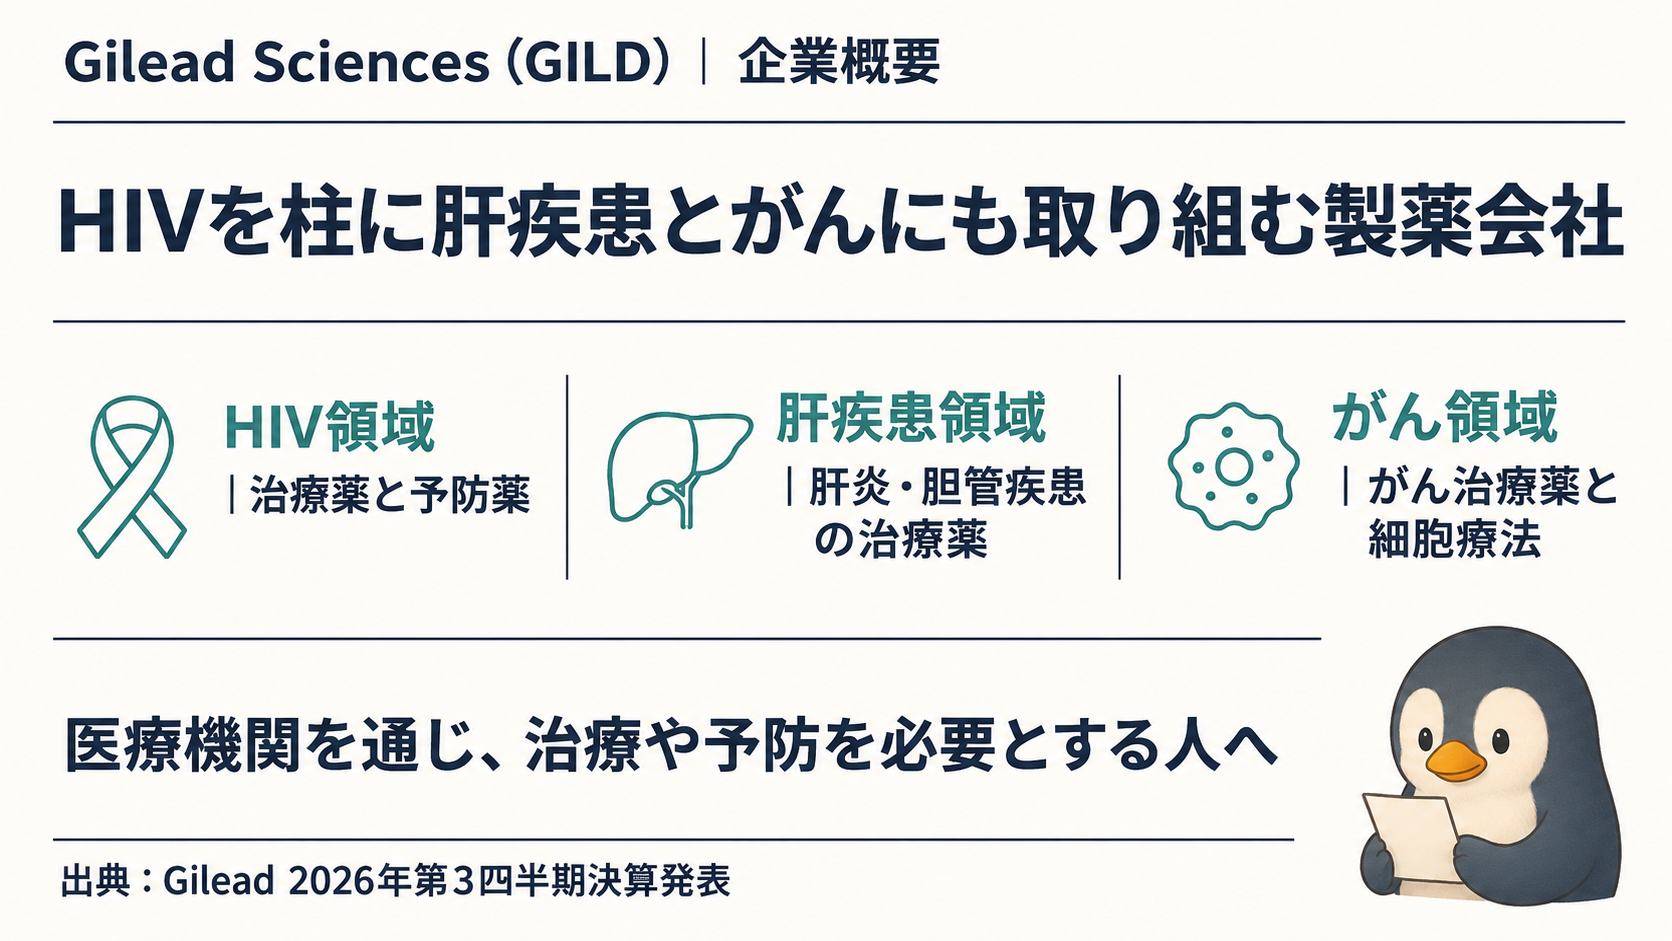 Gilead Sciences（GILD）｜ 企業概要
HIVを柱に肝疾患とがんにも取り組む製薬会社
HIV領域
｜治療薬と予防薬
肝疾患領域
｜肝炎・胆管疾患
の治療薬
がん領域
｜がん治療薬と
細胞療法
医療機関を通じ、治療や予防を必要とする人へ
出典：Gilead 2026年第3四半期決算発表